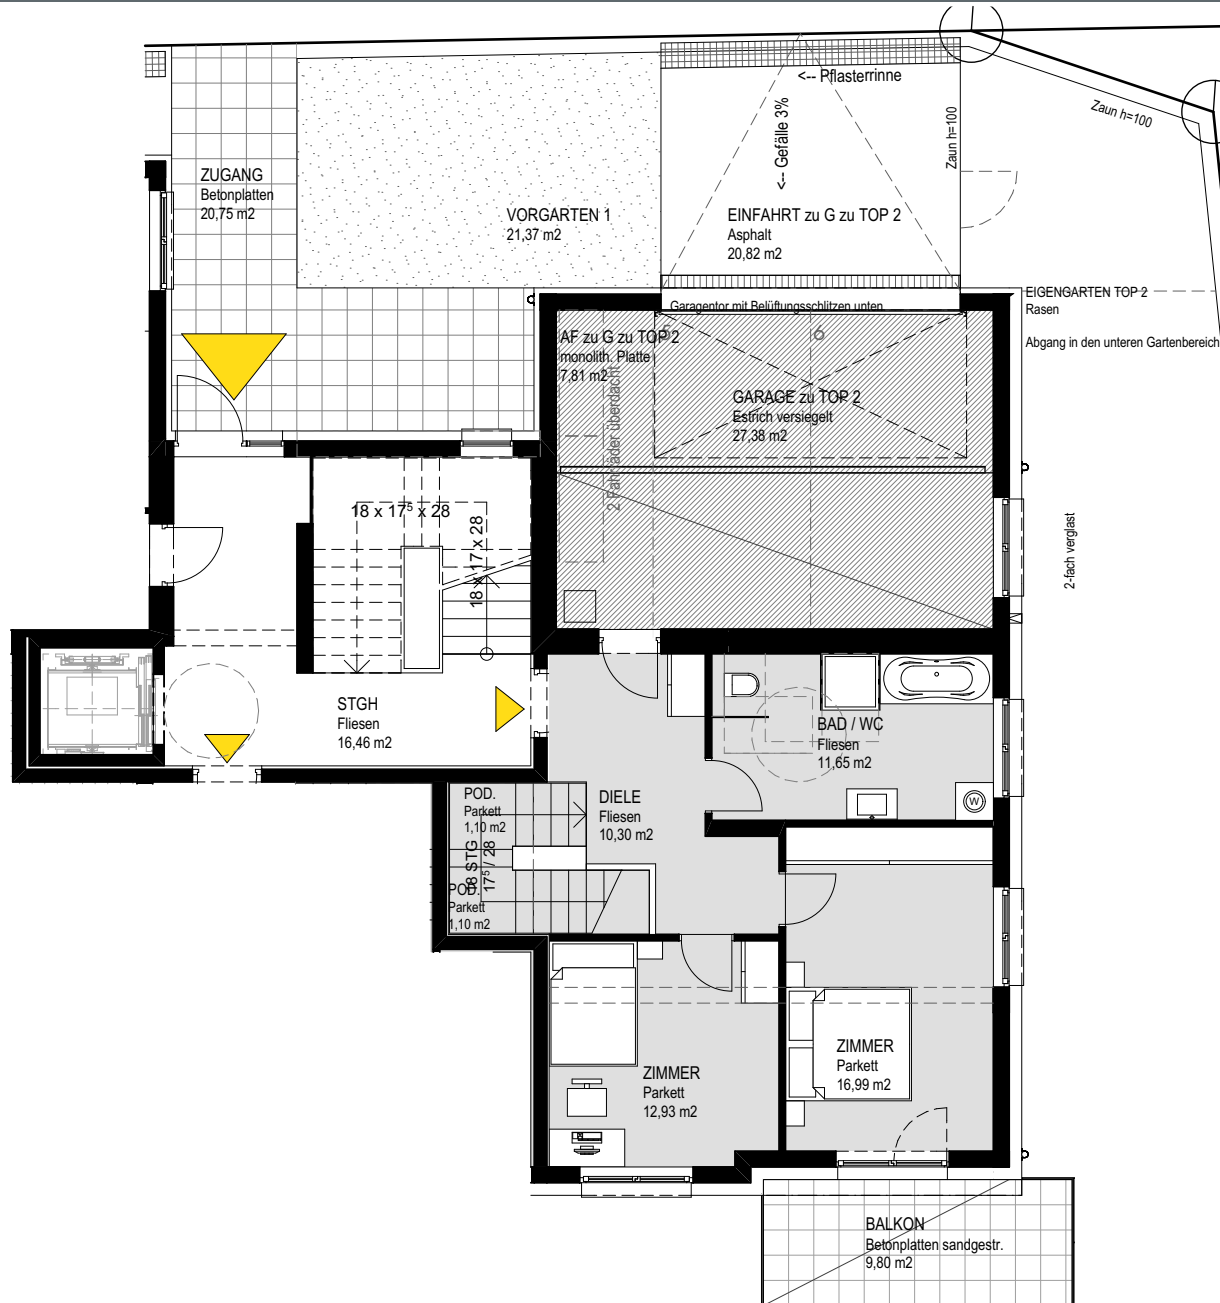 <-- Pflasterrinne
<-- Gefälle 3%
Zaun h=100
Zaun h=100
ZUGANG
Betonplatten
20,75 m2
VORGARTEN 1
21,37 m2
EINFAHRT zu G zu TOP 2
Asphalt
20,82 m2
Garagentor mit Belüftungsschlitzen unten
EIGENGARTEN TOP 2
Rasen
Abgang in den unteren Gartenbereich
AF zu G zu TOP 2
monolith. Platte
7,81 m2
5
6
2 Fahrräder überdacht
GARAGE zu TOP 2
Estrich versiegelt
27,38 m2
18 x 17⁵ x 28
18 x 17 x 28
2-fach verglast
STGH
Fliesen
16,46 m2
BAD / WC
Fliesen
11,65 m2
W
POD.
Parkett
1,10 m2
DIELE
Fliesen
10,30 m2
18 STG
17⁵ / 28
POD.
Parkett
1,10 m2
ZIMMER
Parkett
12,93 m2
ZIMMER
Parkett
16,99 m2
BALKON
Betonplatten sandgestr.
9,80 m2